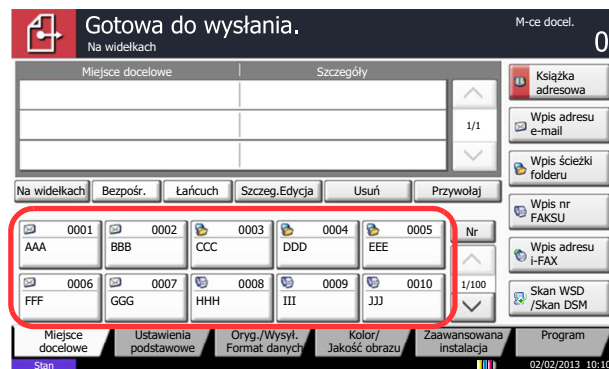 Gotowa do wysłania.
Na widełkach
M-ce docel.
0
Miejsce docelowe Szczegóły
1/1
Książka
adresowa
Wpis adresu
e-mail
Wpis ścieżki
folderu
Wpis nr
FAKSU
Wpis adresu
i-FAX
Skan WSD
/Skan DSM
Na widełkach Bezpośr. Łańcuch Szczeg.Edycja Usuń Przywołaj
0001 0002 0003 0004 0005 Nr
AAA BBB CCC DDD EEE
0006 0007 0008 0009 0010 1/100
FFF GGG HHH III JJJ
Miejsce
docelowe
Ustawienia
podstawowe
Oryg./Wysył.
Format danych
Kolor/
Jakość obrazu
Zaawansowana
instalacja
Program
Stan 02/02/2013 10:10